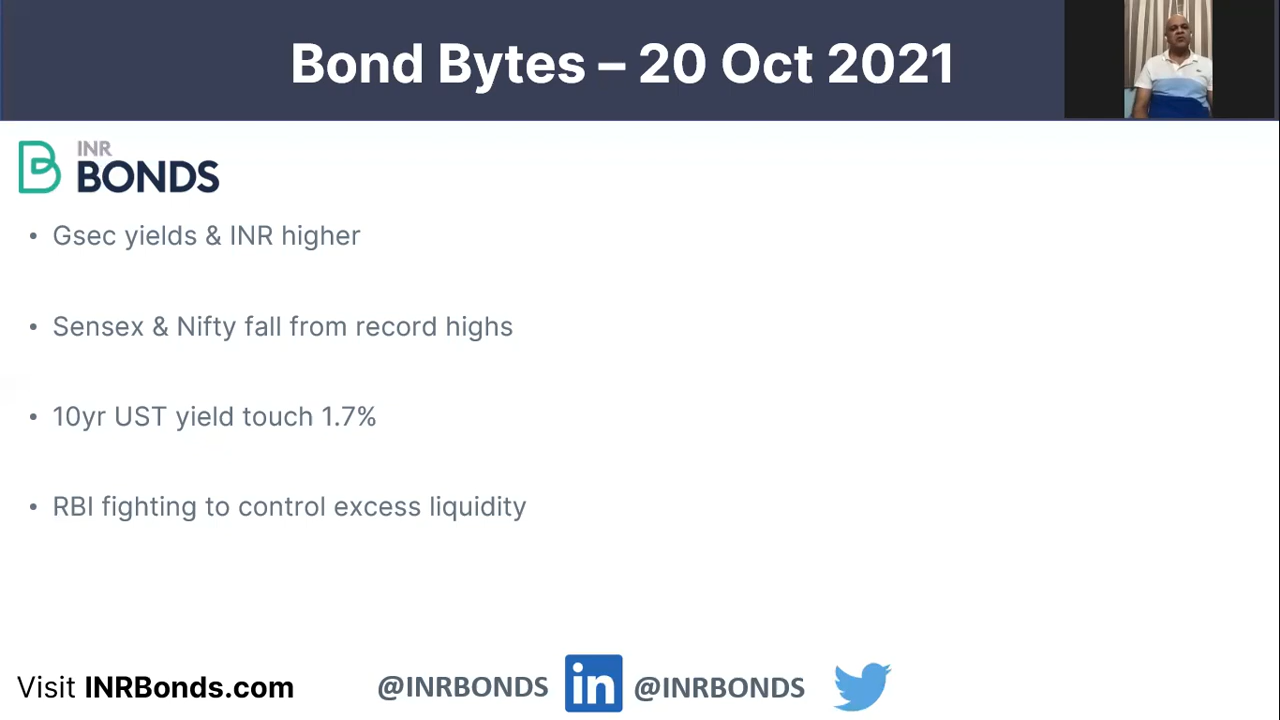 Bond Bytes – 20 Oct 2021
INR
BONDS
• Gsec yields & INR higher
• Sensex & Nifty fall from record highs
• 10yr UST yield touch 1.7%
• RBI fighting to control excess liquidity
Visit INRBonds.com @INRBONDS in @INRBONDS